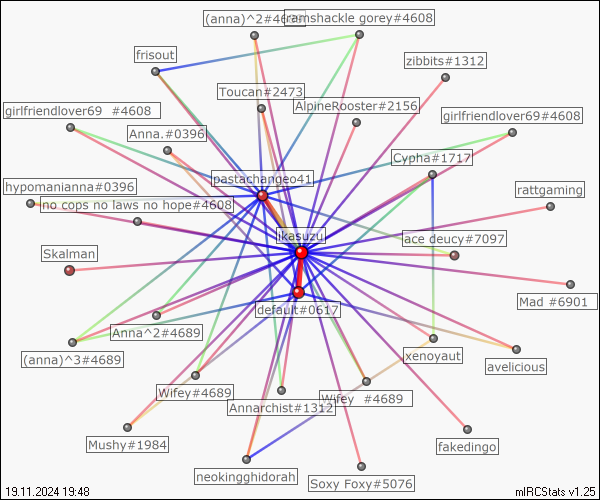 (anna)^2#4689
ramshackle gorey#4608
frisout
zibbits#1312
Toucan#2473
AlpineRooster#2156
girlfriendlover69 #4608
girlfriendlover69#4608
Anna.#0396
Cypha#1717
pastachangeo41
hypomanianna#0396
rattgaming
no cops no laws no hope#4608
ikasuzu
ace deucy#7097
Skalman
Mad #6901
default#0617
Anna^2#4689
(anna)^3#4689
xenoyaut
avelicious
Wifey#4689
Wifey #4689
Annarchist#1312
Mushy#1984
fakedingo
neokingghidorah
Soxy Foxy#5076
19.11.2024 19:48
mIRCStats v1.25